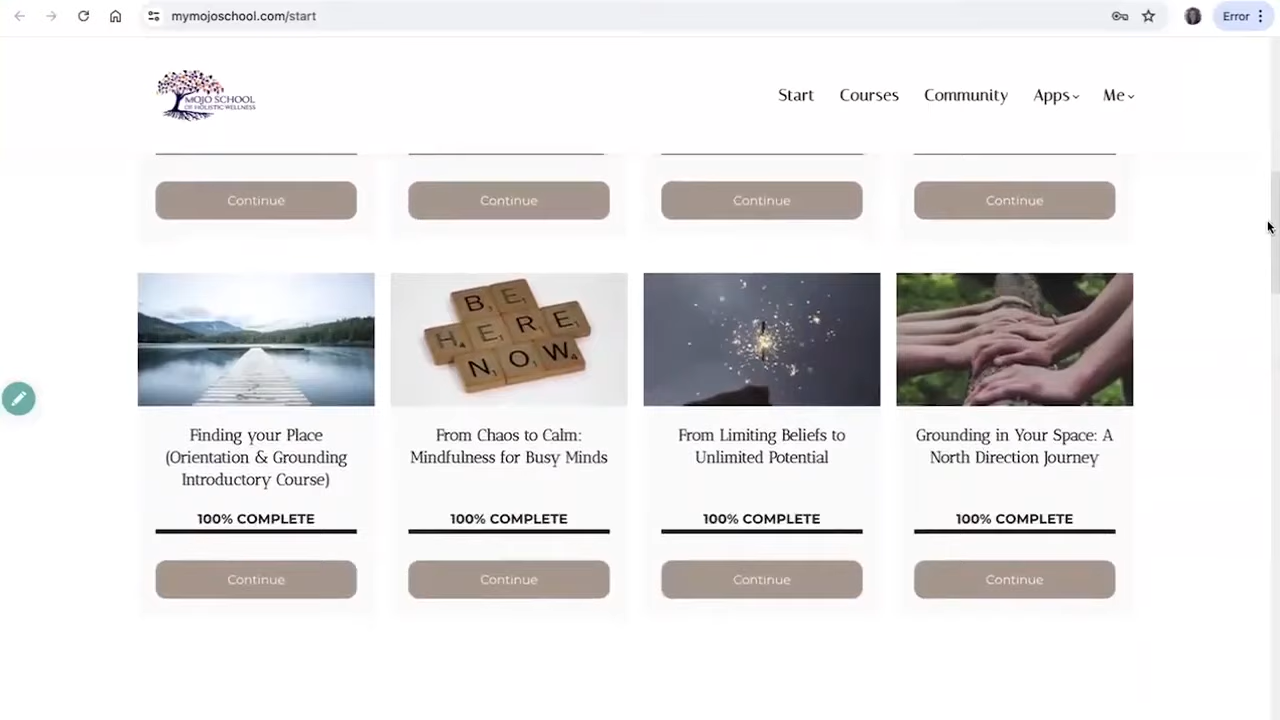 mymojoschool.com/start
Error
MOJO SCHOOL
OF HOLISTIC WELLNESS
Start
Courses
Community
Apps
Me
Continue
Continue
Continue
Continue
BE
HERE
NOW
Finding your Place
(Orientation & Grounding
Introductory Course)
From Chaos to Calm:
Mindfulness for Busy Minds
From Limiting Beliefs to
Unlimited Potential
Grounding in Your Space: A
North Direction Journey
100% COMPLETE
100% COMPLETE
100% COMPLETE
100% COMPLETE
Continue
Continue
Continue
Continue